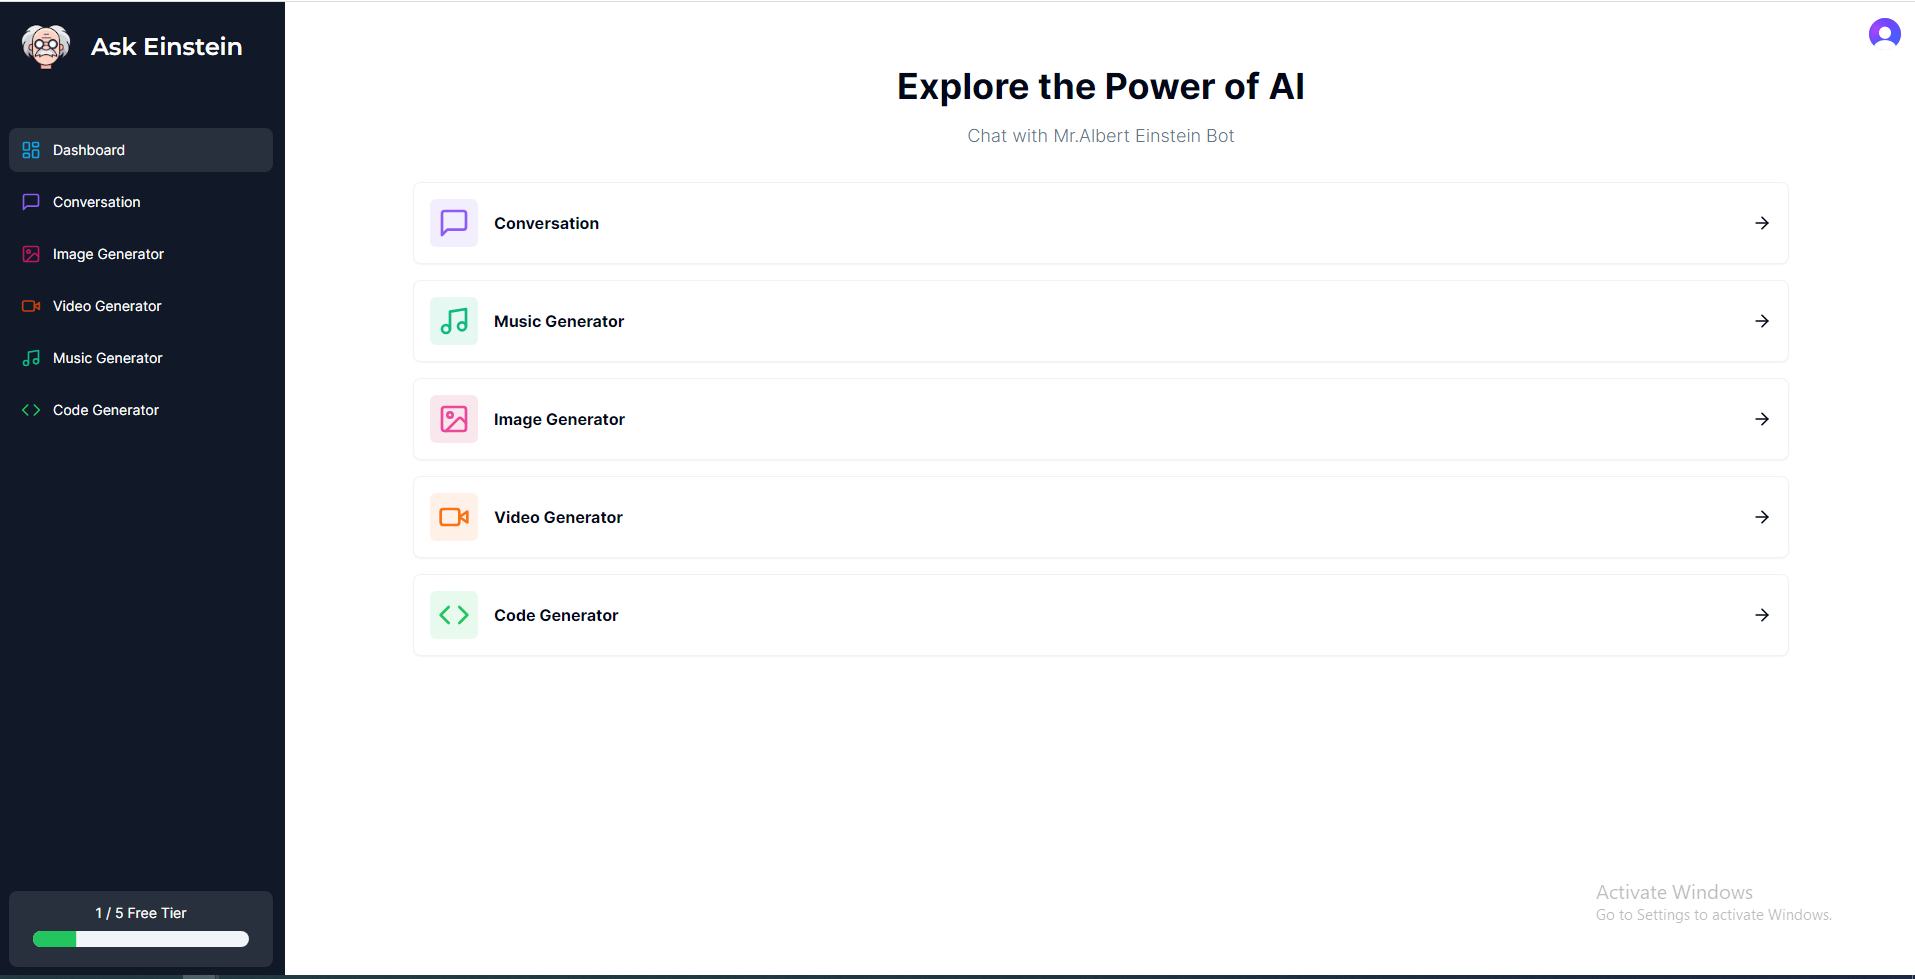 Ask Einstein
Dashboard
Conversation
Image Generator
Video Generator
Music Generator
Code Generator
1 / 5 Free Tier
Explore the Power of AI
Chat with Mr.Albert Einstein Bot
Conversation
Music Generator
Image Generator
Video Generator
Code Generator
Activate Windows
Go to Settings to activate Windows.